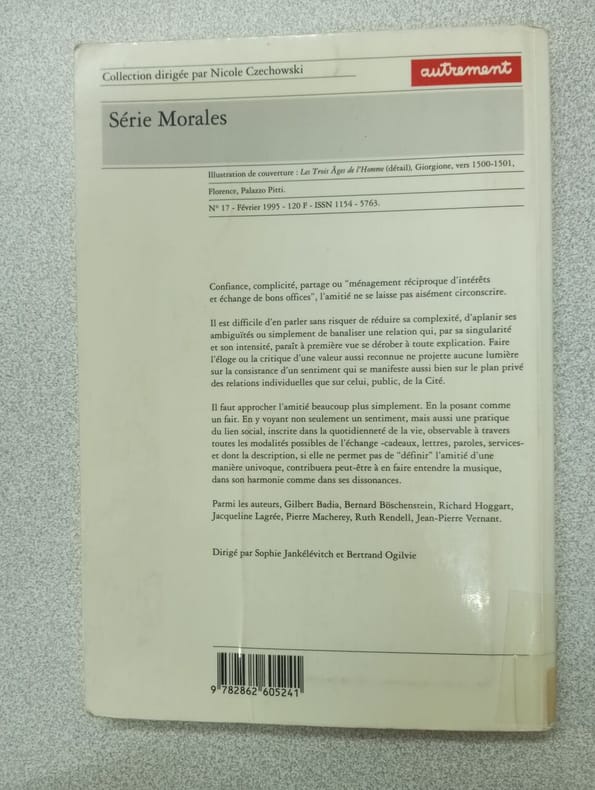 Collection dirigée par Nicole Czechowski
autrement
Série Morales
Illustration de couverture : Les Trois Âges de l'Homme (détail), Giorgione, vers 1500-1501,
Florence, Palazzo Pitti.
N° 17 - Février 1995 - 120 F - ISSN 1154 - 5763.
Confiance, complicité, partage ou "ménagement réciproque d'intérêts
et échange de bons offices", l'amitié ne se laisse pas aisément circonscrire.
Il est difficile d'en parler sans risquer de réduire sa complexité, d'aplanir ses
ambiguïtés ou simplement de banaliser une relation qui, par sa singularité
et son intensité, paraît à première vue se dérober à toute explication. Faire
l'éloge ou la critique d'une valeur aussi reconnue ne projette aucune lumière
sur la consistance d'un sentiment qui se manifeste aussi bien sur le plan privé
des relations individuelles que sur celui, public, de la Cité.
Il faut approcher l'amitié beaucoup plus simplement. En la posant comme
un fait. En y voyant non seulement un sentiment, mais aussi une pratique
du lien social, inscrite dans la quotidienneté de la vie, observable à travers
toutes les modalités possibles de l'échange -cadeaux, lettres, paroles, services-
et dont la description, si elle ne permet pas de "définir" l'amitié d'une
manière univoque, contribuera peut-être à en faire entendre la musique,
dans son harmonie comme dans ses dissonances.
Parmi les auteurs, Gilbert Badia, Bernard Böschenstein, Richard Hoggart,
Jacqueline Lagrée, Pierre Macherey, Ruth Rendell, Jean-Pierre Vernant.
Dirigé par Sophie Jankélévitch et Bertrand Ogilvie
9 782862 605241